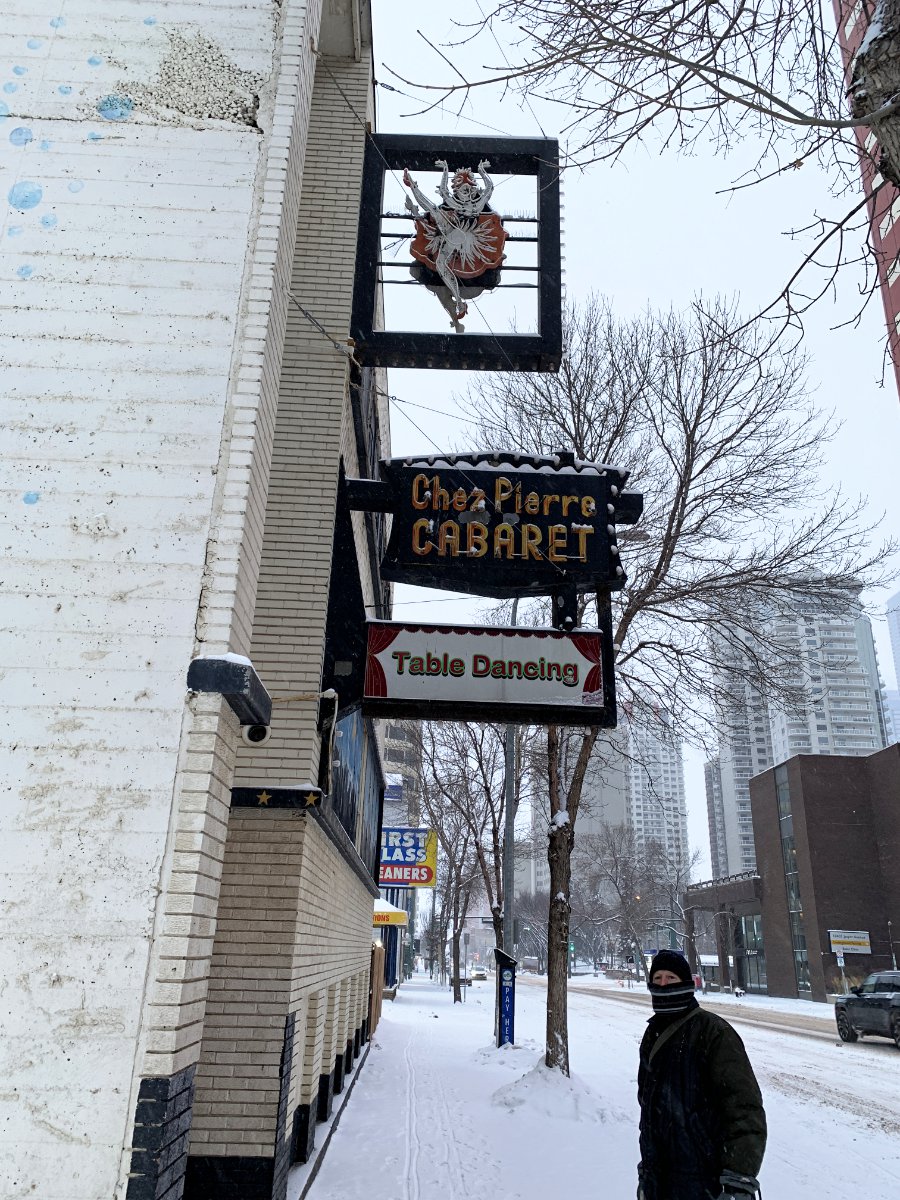 Chez Pierre
CABARET
Table Dancing
FIRST
CLASS
CLEANERS
PAY HERE